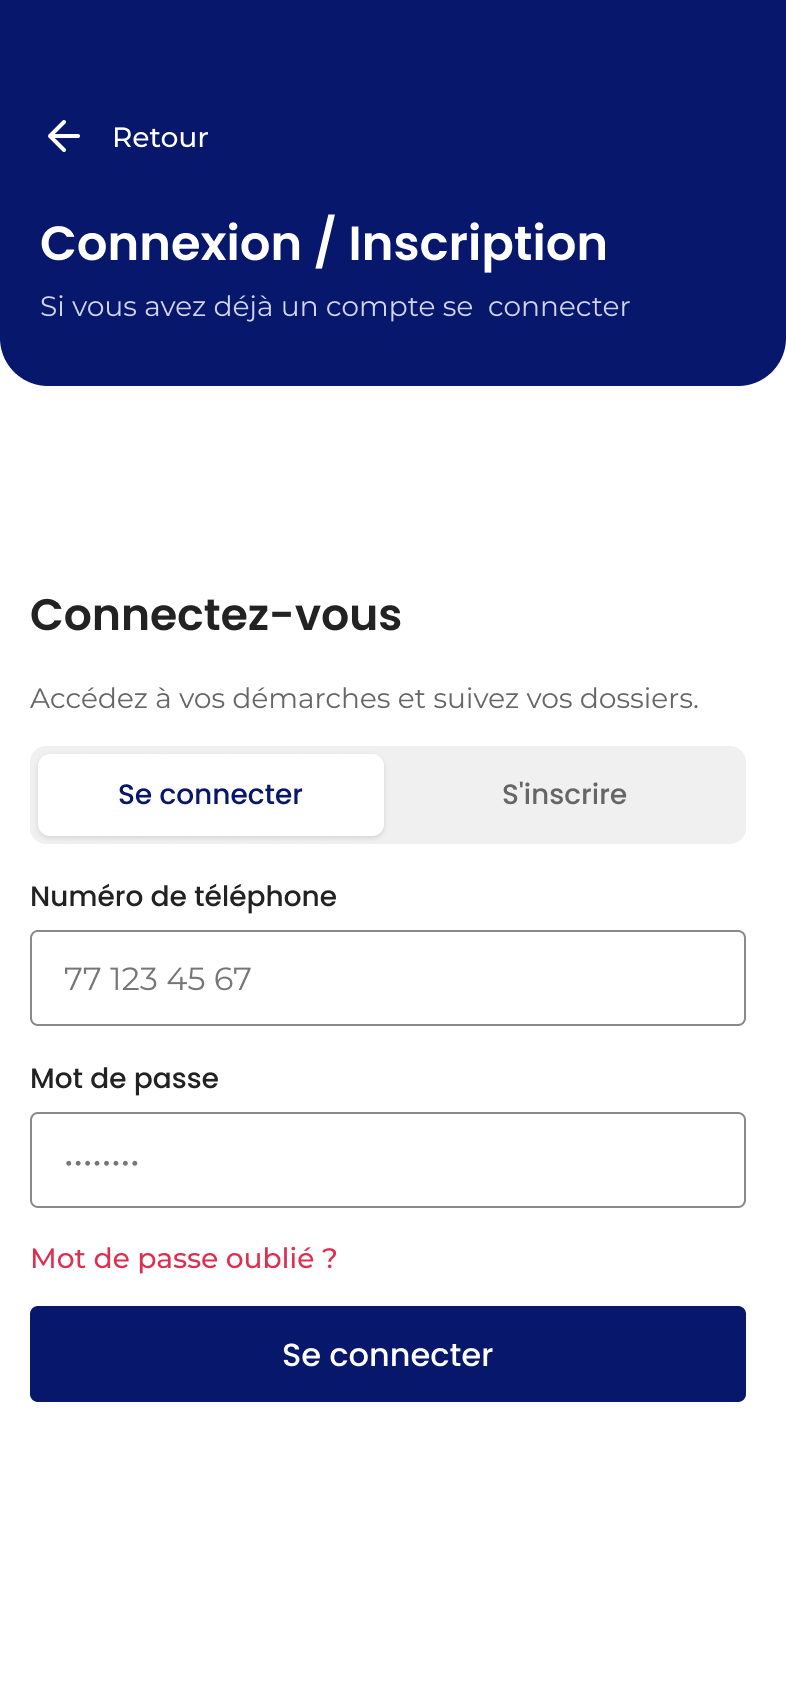 Retour
Connexion / Inscription
Si vous avez déjà un compte se  connecter
Connectez-vous
Accédez à vos démarches et suivez vos dossiers.
Se connecter
S'inscrire
Numéro de téléphone
77 123 45 67
Mot de passe
••••••••
Mot de passe oublié ?
Se connecter